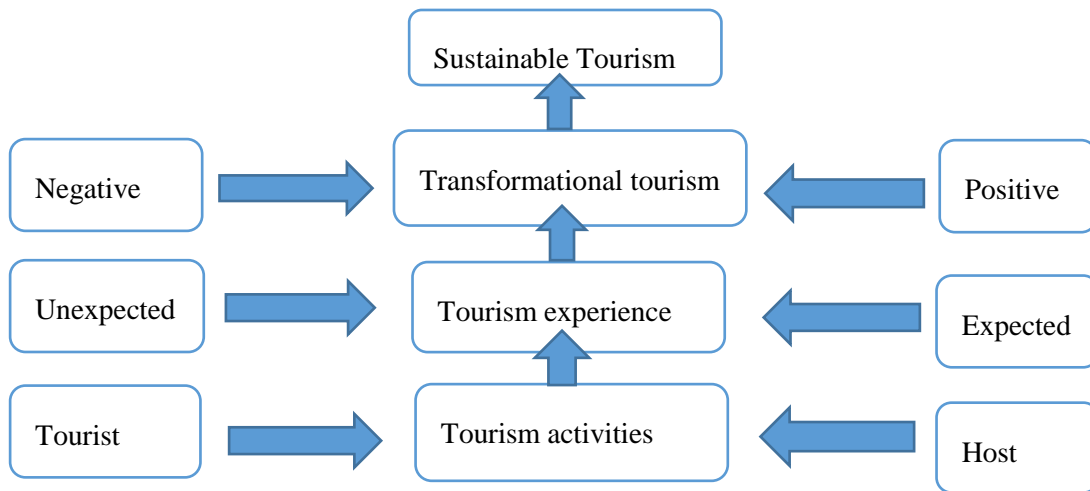 Sustainable Tourism
Negative
Transformational tourism
Positive
Unexpected
Tourism experience
Expected
Tourist
Tourism activities
Host